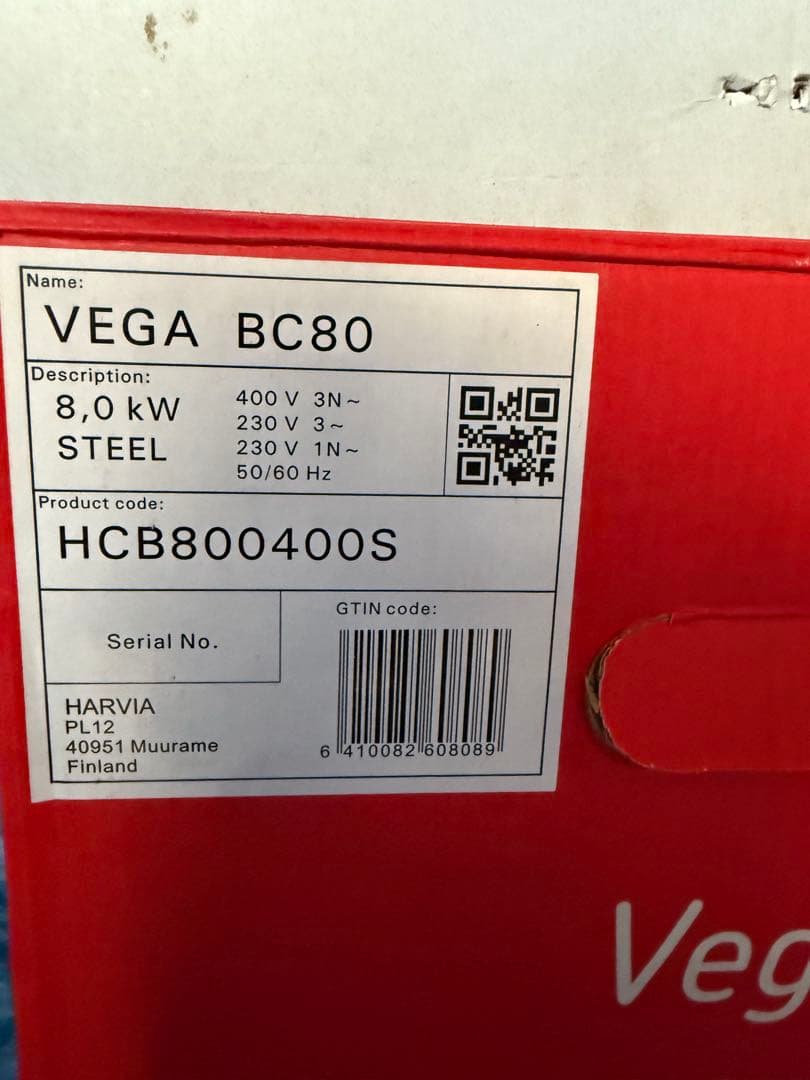 Name:
VEGA BC80
Description:
8,0 kW
STEEL
400 V 3N~
230 V 3~
230 V 1N~
50/60 Hz
Product code:
HCB800400S
Serial No.
GTIN code:
6 410082 608089
HARVIA
PL12
40951 Muurame
Finland
Veg